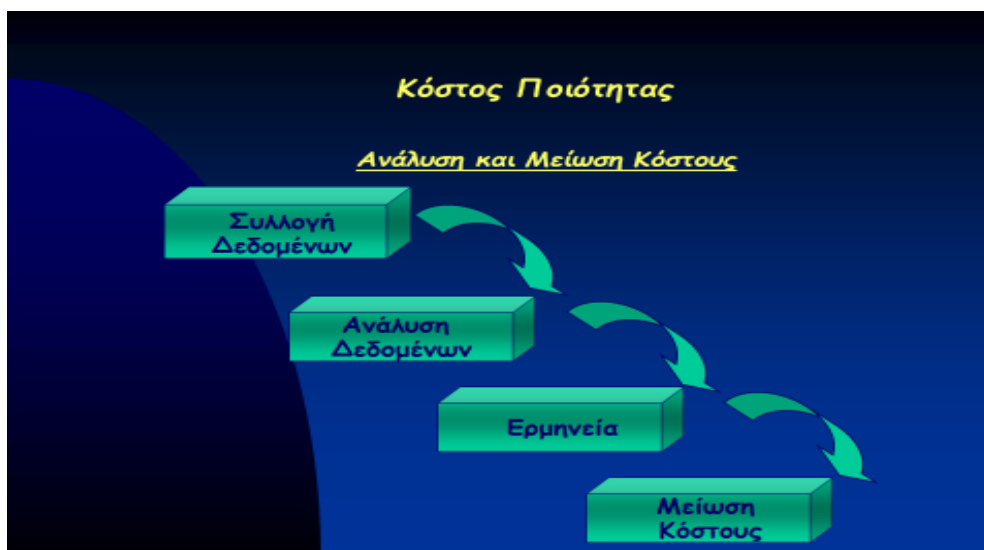 Κόστος Ποιότητας
Ανάλυση και Μείωση Κόστους
Συλλογή
Δεδομένων
Ανάλυση
Δεδομένων
Ερμηνεία
Μείωση
Κόστους